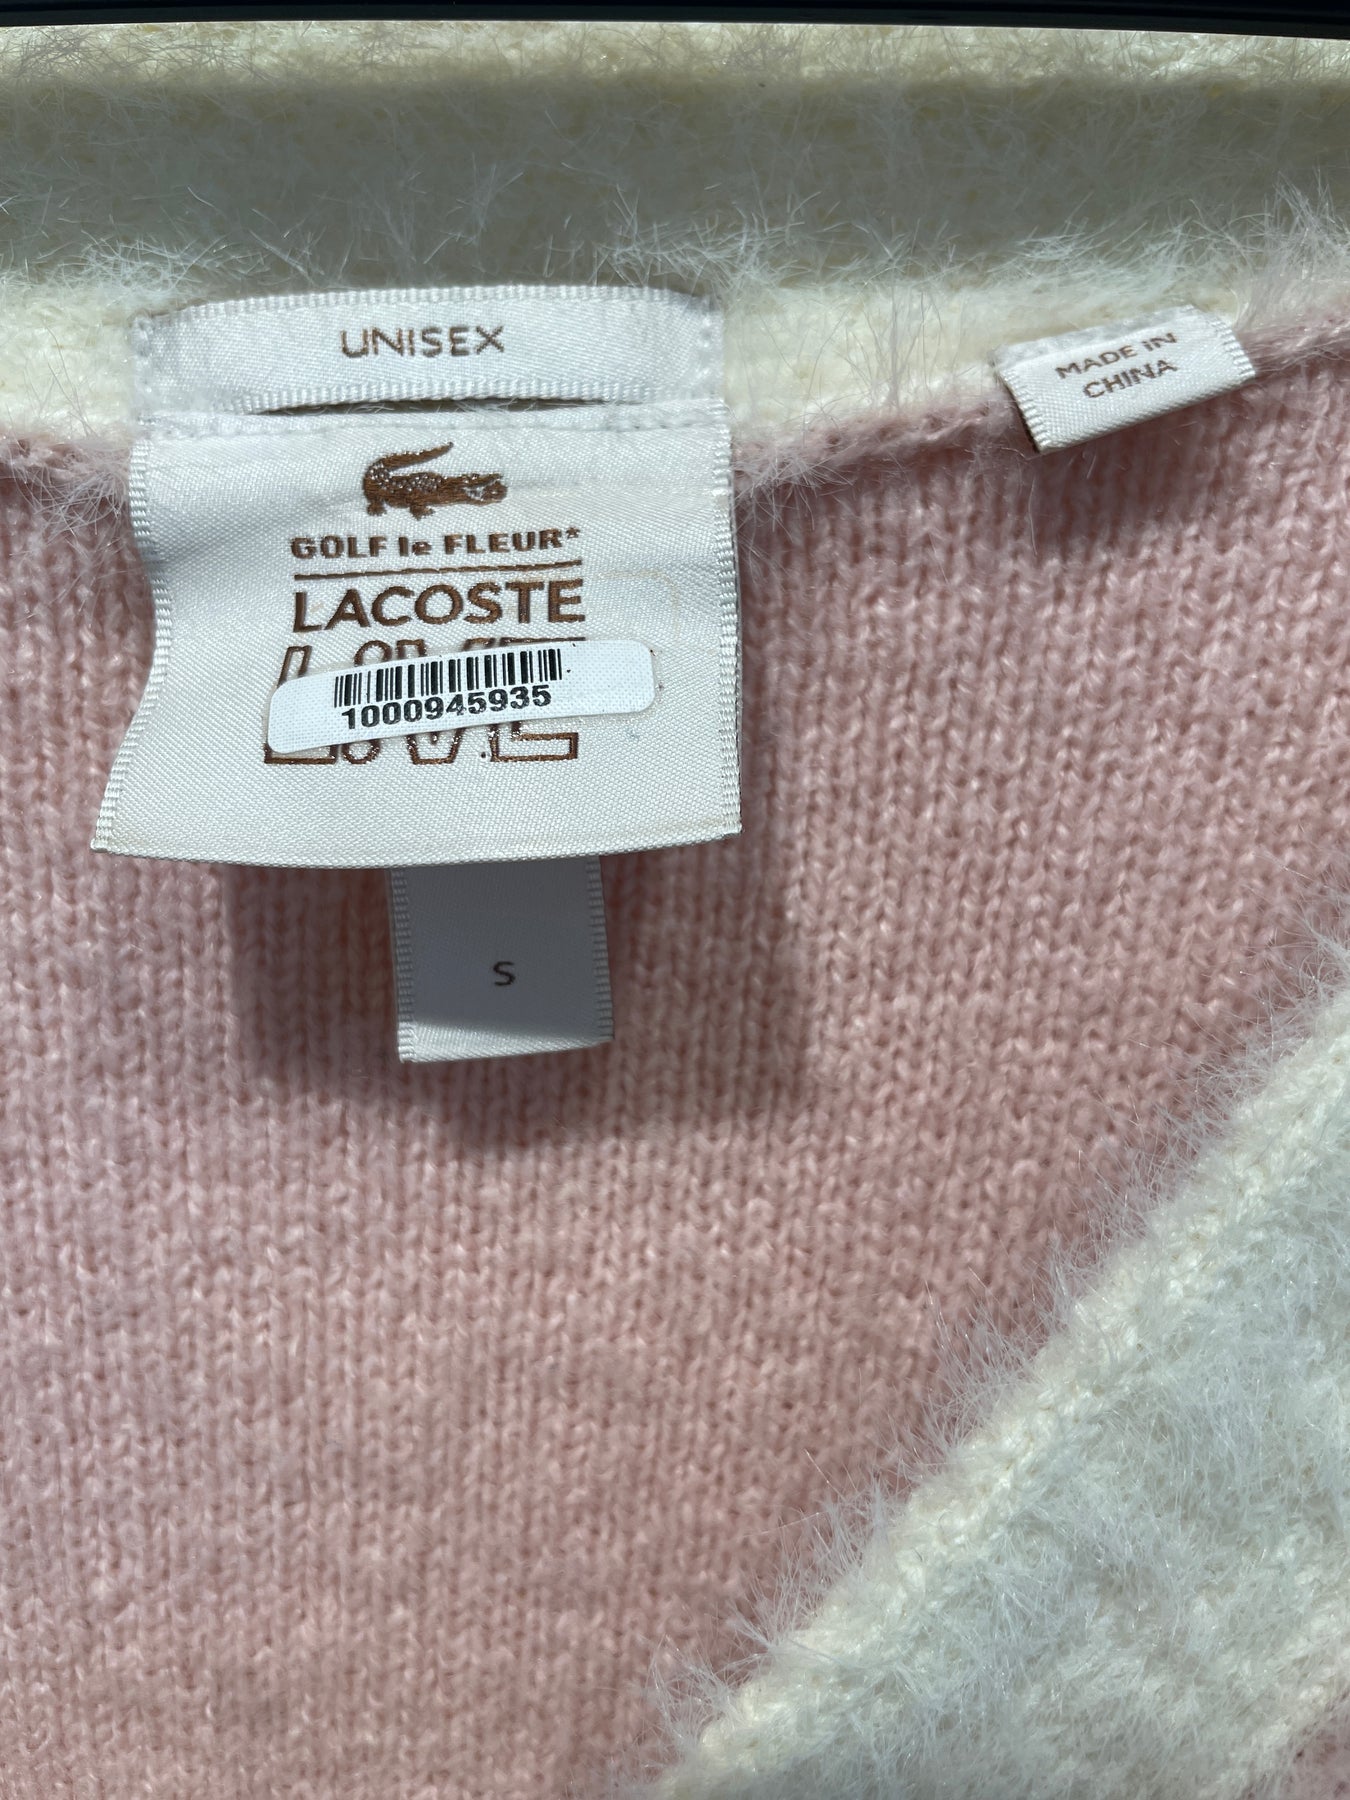 UNISEX
MADE IN
CHINA
GOLF le FLEUR*
LACOSTE
1000945935
S